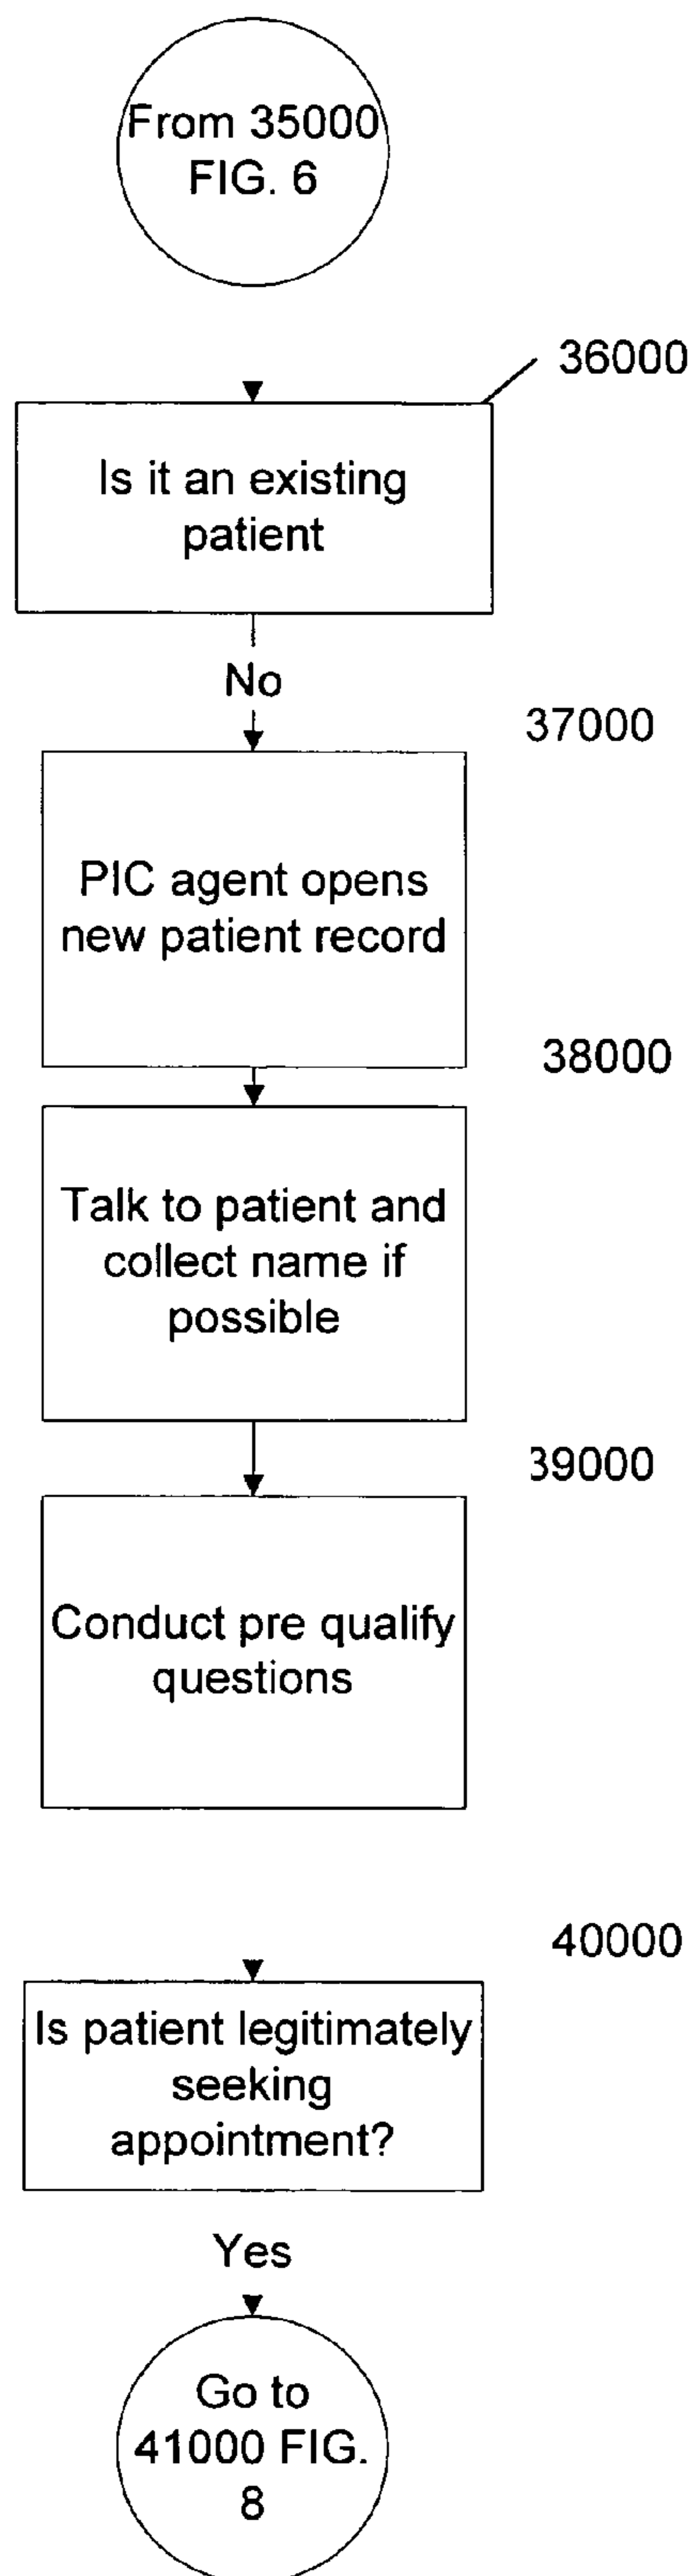 From 35000
FIG. 6
36000
Is it an existing
patient
No
37000
PIC agent opens
new patient record
38000
Talk to patient and
collect name if
possible
39000
Conduct pre qualify
questions
40000
Is patient legitimately
seeking
appointment?
Yes
Go to
41000 FIG.
8